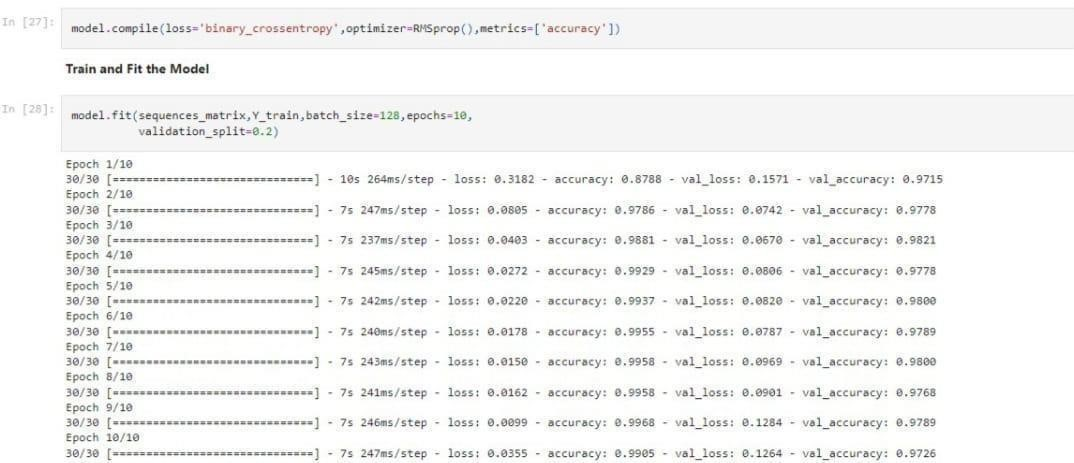 In [27]:
model.compile(loss='binary_crossentropy',optimizer=RMSprop(),metrics=['accuracy'])
Train and Fit the Model
In [28]:
model.fit(sequences_matrix,Y_train,batch_size=128,epochs=10,
validation_split=0.2)
Epoch 1/10
30/30 [==============================] - 10s 264ms/step - loss: 0.3182 - accuracy: 0.8788 - val_loss: 0.1571 - val_accuracy: 0.9715
Epoch 2/10
30/30 [==============================] - 7s 247ms/step - loss: 0.0805 - accuracy: 0.9786 - val_loss: 0.0742 - val_accuracy: 0.9778
Epoch 3/10
30/30 [==============================] - 7s 237ms/step - loss: 0.0403 - accuracy: 0.9881 - val_loss: 0.0670 - val_accuracy: 0.9821
Epoch 4/10
30/30 [==============================] - 7s 245ms/step - loss: 0.0272 - accuracy: 0.9929 - val_loss: 0.0806 - val_accuracy: 0.9778
Epoch 5/10
30/30 [==============================] - 7s 242ms/step - loss: 0.0220 - accuracy: 0.9937 - val_loss: 0.0820 - val_accuracy: 0.9800
Epoch 6/10
30/30 [==============================] - 7s 240ms/step - loss: 0.0178 - accuracy: 0.9955 - val_loss: 0.0787 - val_accuracy: 0.9789
Epoch 7/10
30/30 [==============================] - 7s 243ms/step - loss: 0.0150 - accuracy: 0.9958 - val_loss: 0.0969 - val_accuracy: 0.9800
Epoch 8/10
30/30 [==============================] - 7s 241ms/step - loss: 0.0162 - accuracy: 0.9958 - val_loss: 0.0901 - val_accuracy: 0.9768
Epoch 9/10
30/30 [==============================] - 7s 246ms/step - loss: 0.0099 - accuracy: 0.9968 - val_loss: 0.1284 - val_accuracy: 0.9789
Epoch 10/10
30/30 [==============================] - 7s 247ms/step - loss: 0.0355 - accuracy: 0.9905 - val_loss: 0.1264 - val_accuracy: 0.9726